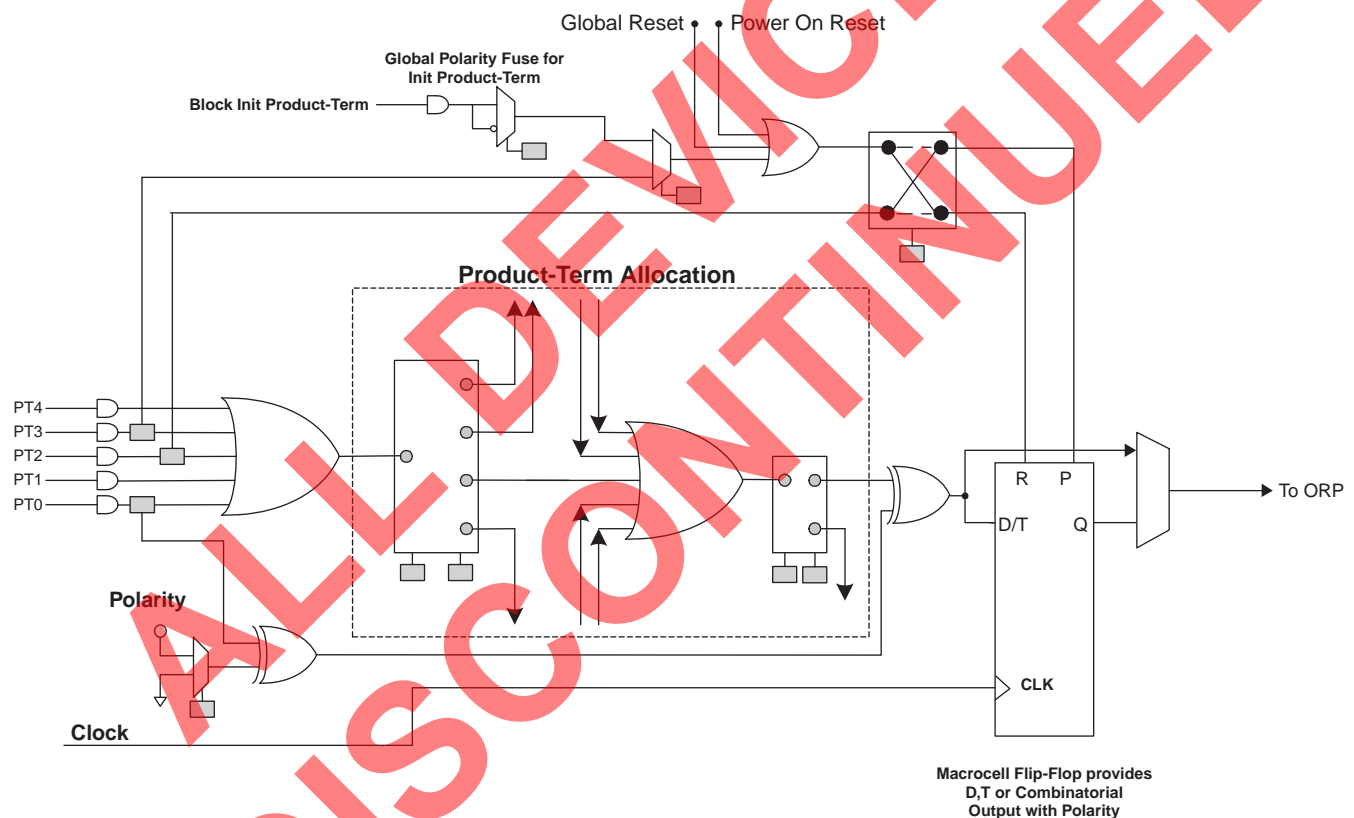 Global Reset
Power On Reset
Global Polarity Fuse for
Init Product-Term
Block Init Product-Term
Product-Term Allocation
PT4
PT3
PT2
PT1
PT0
R
P
D/T
Q
To ORP
Polarity
CLK
Clock
Macrocell Flip-Flop provides
D,T or Combinatorial
Output with Polarity
ALL DEVIC
DISCONTINUE